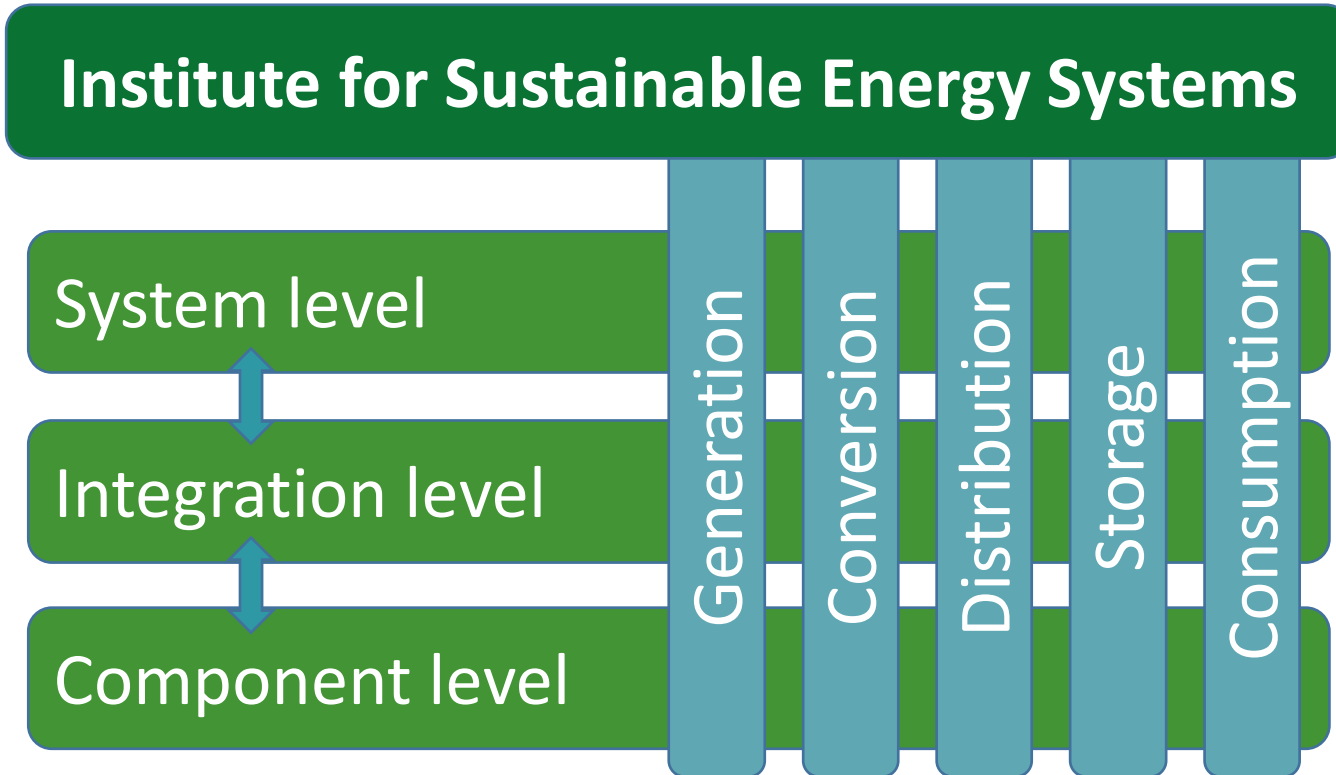 Institute for Sustainable Energy Systems
System level
Integration level
Component level
Generation
Conversion
Distribution
Storage
Consumption